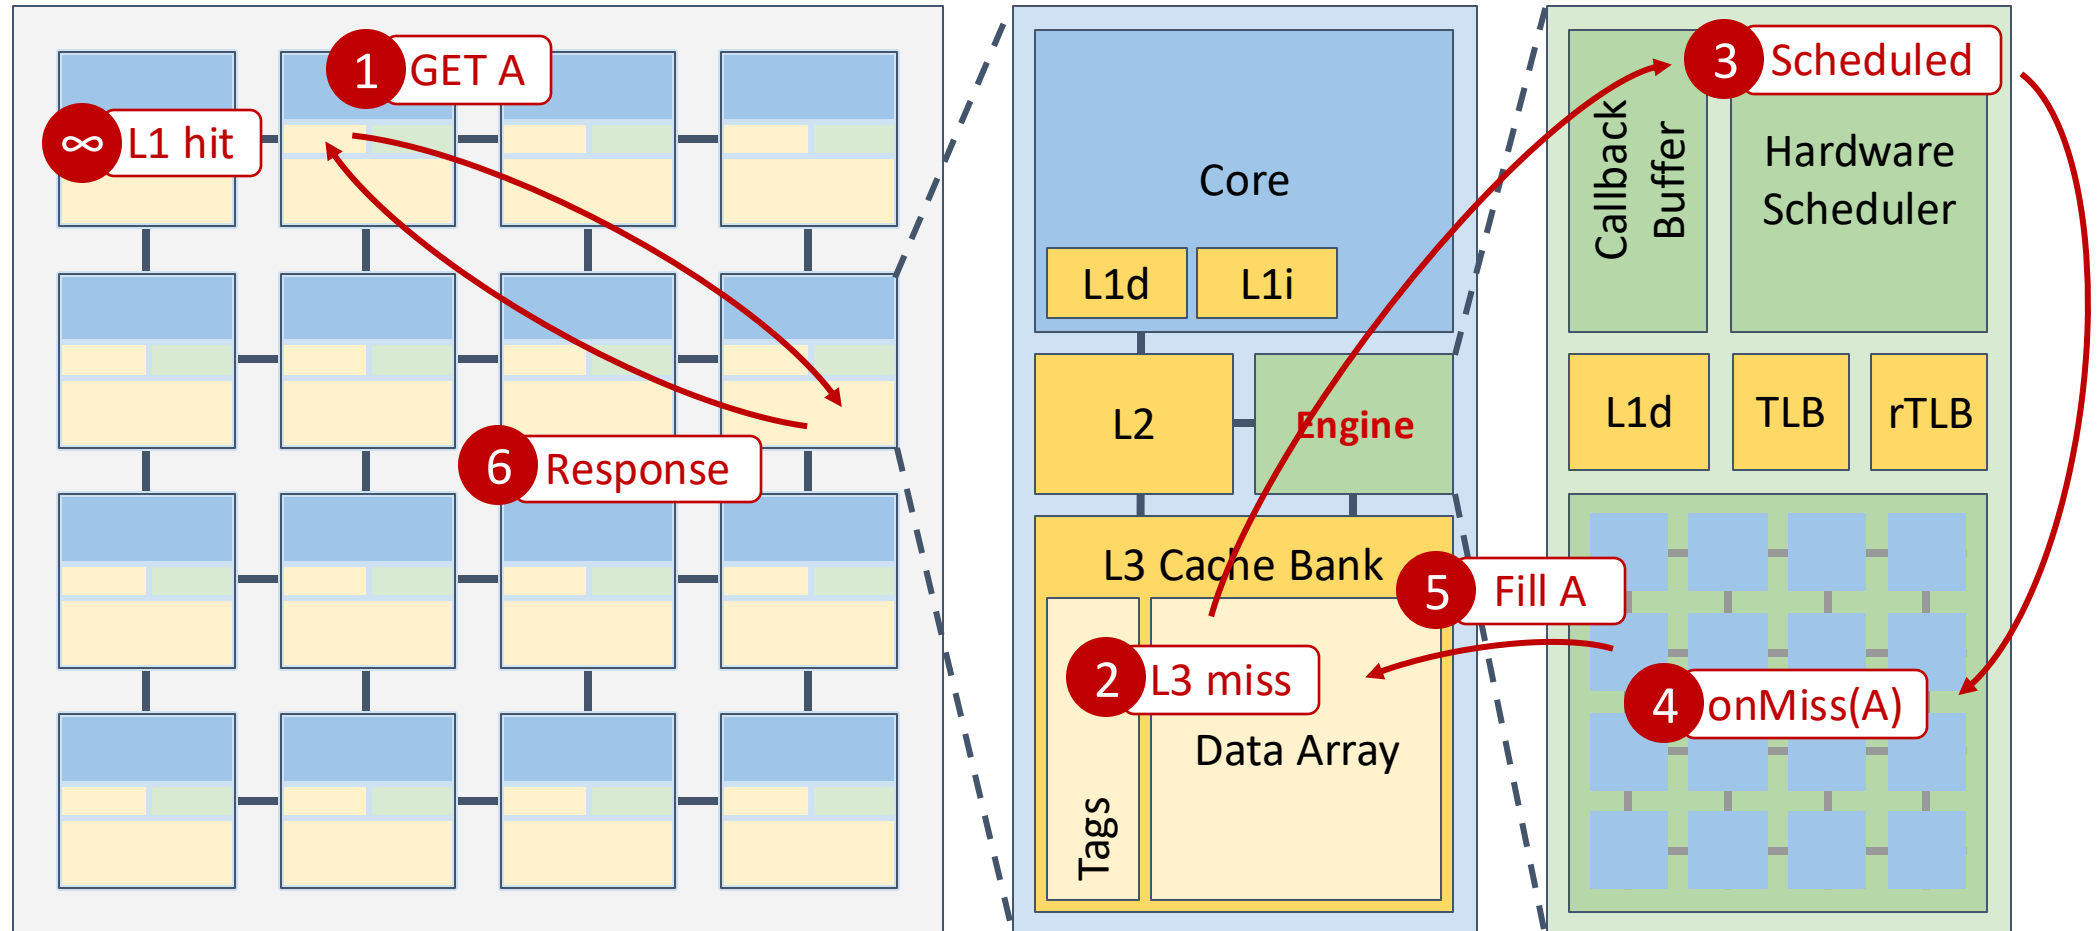 1 GET A
∞ L1 hit
6 Response
Core
L1d
L1i
L2
Engine
L3 Cache Bank
2 L3 miss
Data Array
Tags
3 Scheduled
Callback
Buffer
Hardware
Scheduler
L1d
TLB
rTLB
5 Fill A
4 onMiss(A)